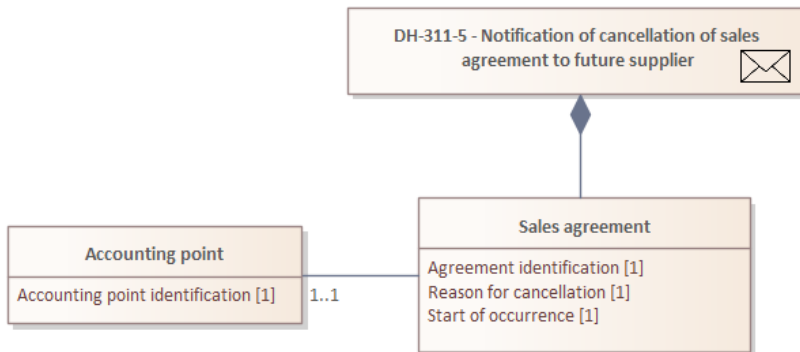 DH-311-5 - Notification of cancellation of sales
agreement to future supplier
Sales agreement
Agreement identification [1]
Reason for cancellation [1]
Start of occurrence [1]
Accounting point
Accounting point identification [1]
1..1